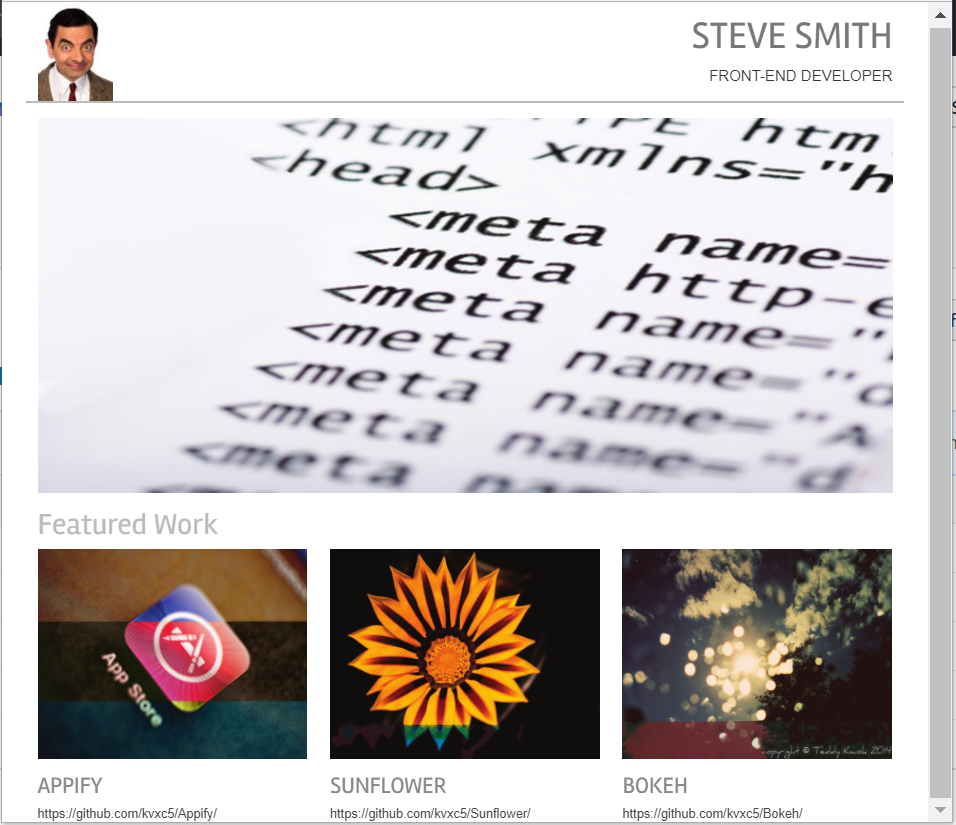 STEVE SMITH
FRONT-END DEVELOPER
<html xmlns="h
<head>
<meta name=
<meta http-e
<meta name="
<meta name="d
<meta name="A
<meta name="d
<meta
Featured Work
App Store
copyright © Teddy 2014
APPIFY
SUNFLOWER
BOKEH
https://github.com/kvxc5/Appify/
https://github.com/kvxc5/Sunflower/
https://github.com/kvxc5/Bokeh/